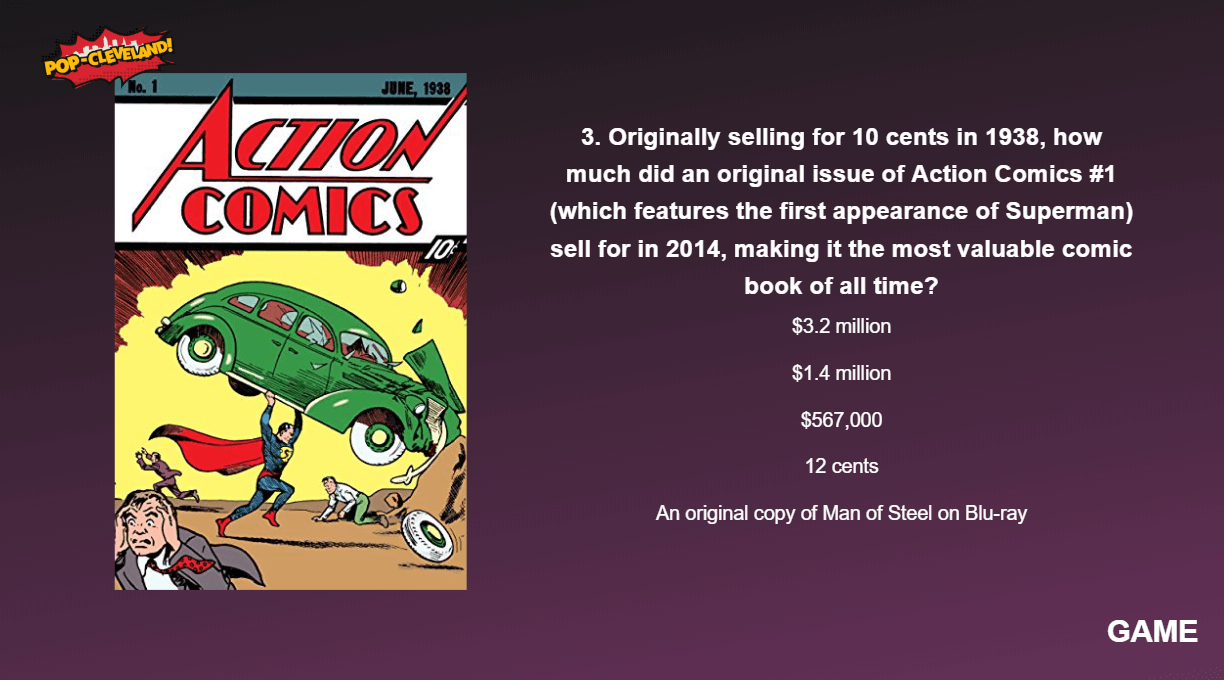 POP-CLEVELAND!
No. 1
JUNE, 1938
ACTION
COMICS
10¢
S
3. Originally selling for 10 cents in 1938, how
much did an original issue of Action Comics #1
(which features the first appearance of Superman)
sell for in 2014, making it the most valuable comic
book of all time?
$3.2 million
$1.4 million
$567,000
12 cents
An original copy of Man of Steel on Blu-ray
GAME